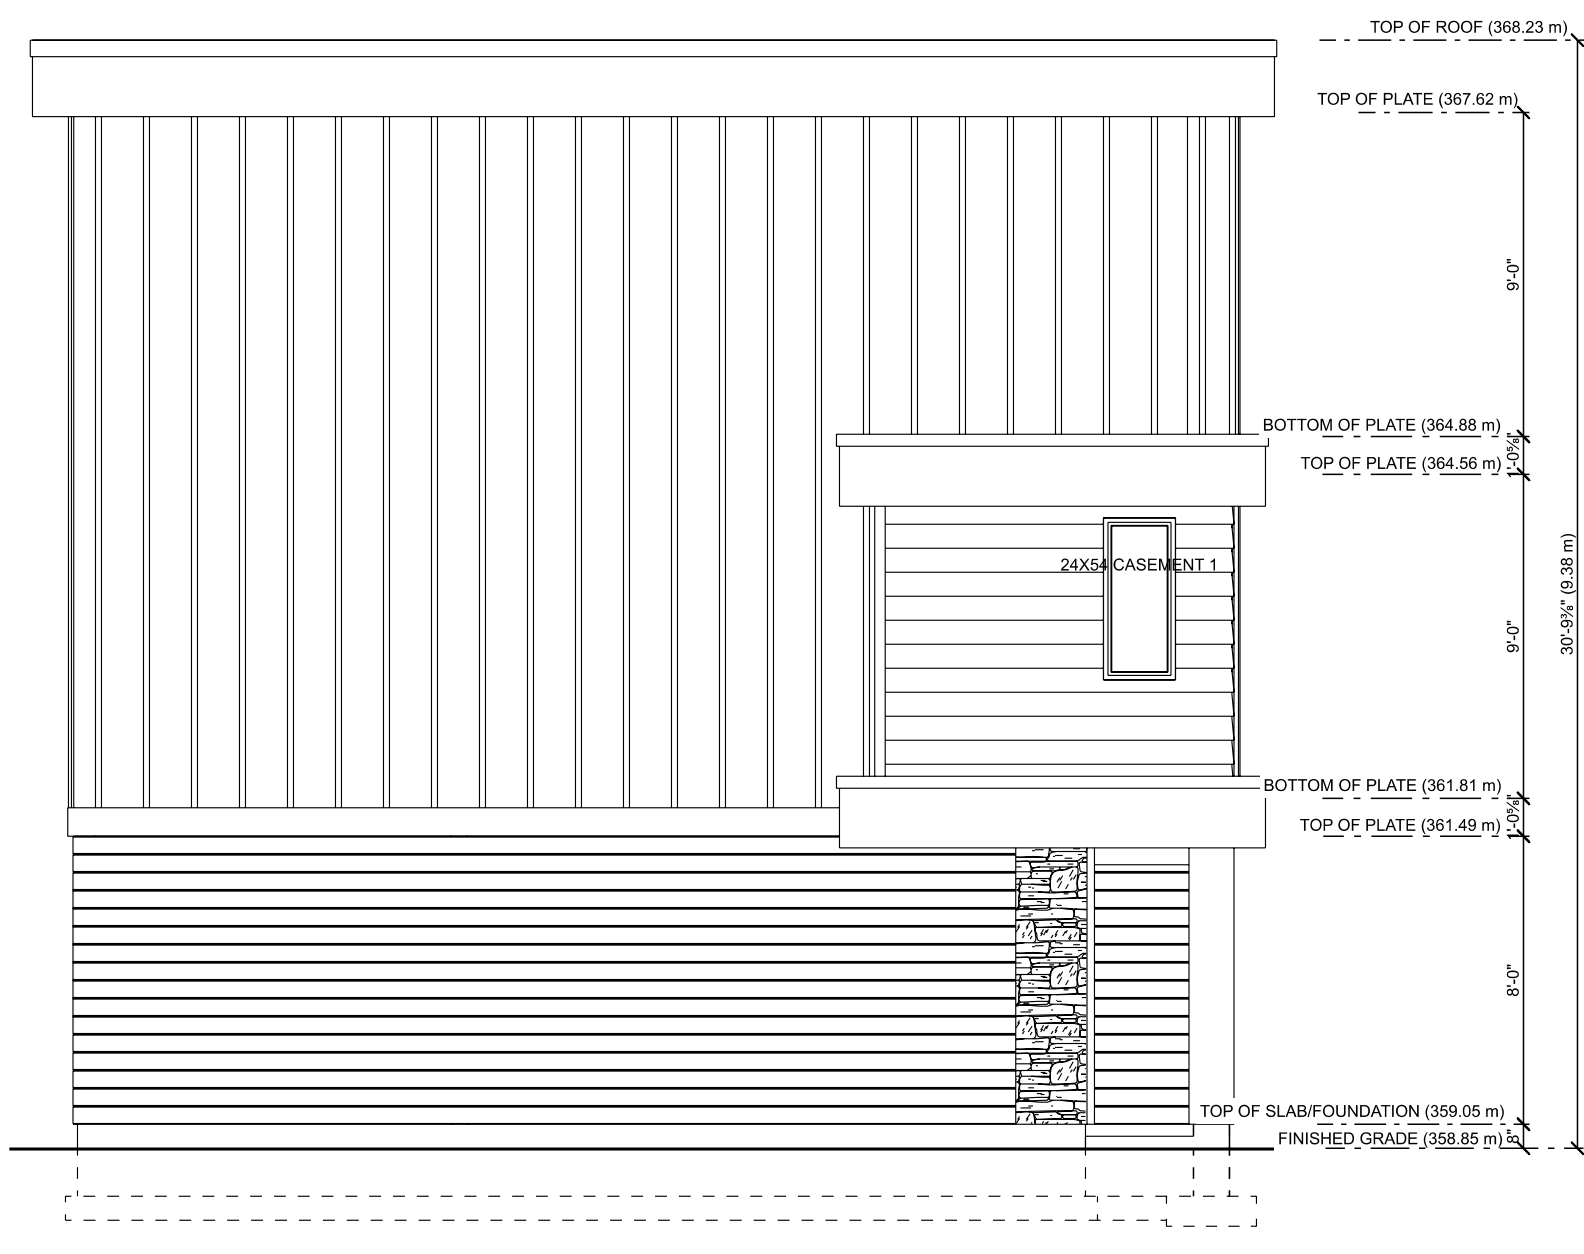 TOP OF ROOF (368.23 m)
TOP OF PLATE (367.62 m)
9'-0"
BOTTOM OF PLATE (364.88 m)
1'-0⅝"
TOP OF PLATE (364.56 m)
24X54 CASEMENT 1
9'-0"
30'-9⅜" (9.38 m)
BOTTOM OF PLATE (361.81 m)
1'-0⅝"
TOP OF PLATE (361.49 m)
8'-0"
TOP OF SLAB/FOUNDATION (359.05 m)
FINISHED GRADE (358.85 m)
8"